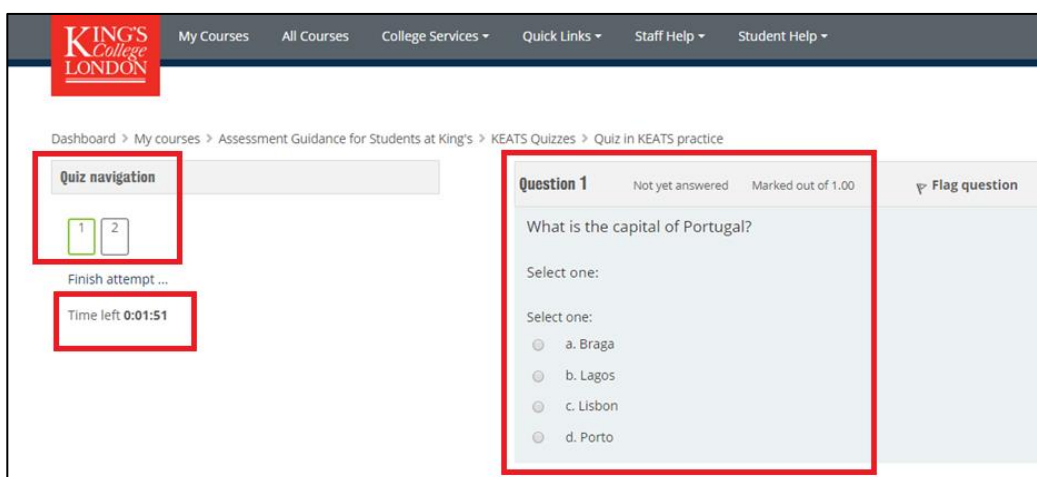 KING'S
College
LONDON
My Courses All Courses College Services Quick Links Staff Help Student Help
Dashboard > My courses > Assessment Guidance for Students at King's > KEATS Quizzes > Quiz in KEATS practice
Quiz navigation
1 2
Finish attempt ...
Time left 0:01:51
Question 1 Not yet answered Marked out of 1.00 Flag question
What is the capital of Portugal?
Select one:
Select one:
a. Braga
b. Lagos
c. Lisbon
d. Porto